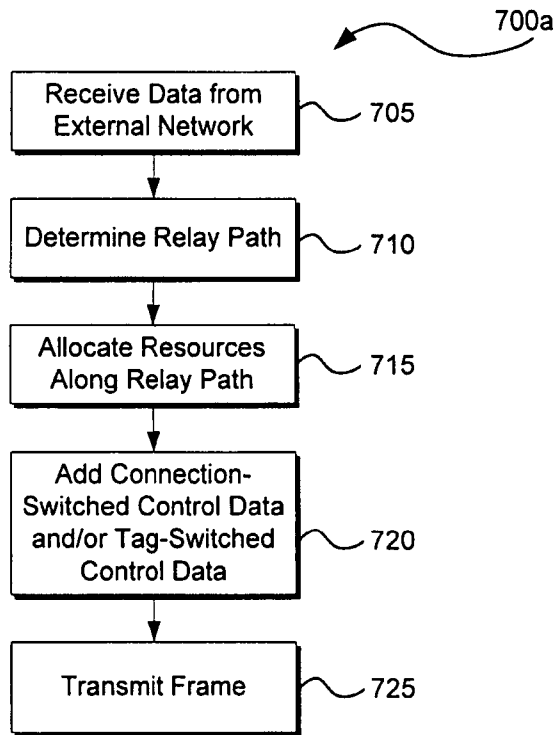 700a
Receive Data from
External Network
705
Determine Relay Path
710
Allocate Resources
Along Relay Path
715
Add Connection-
Switched Control Data
and/or Tag-Switched
Control Data
720
Transmit Frame
725